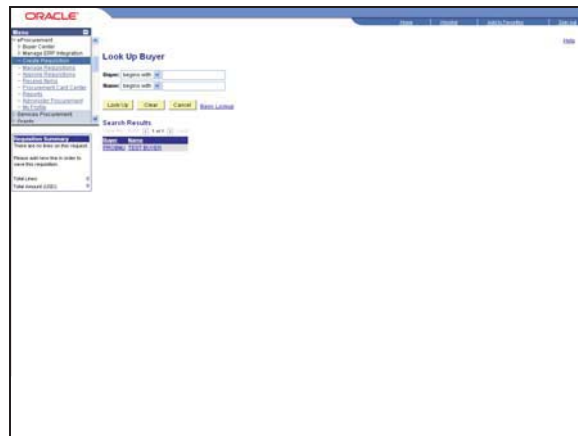 ORACLE
Home
Add to Favorites
Sign out
Menu
Help
eProcurement
Buyer Center
Manage ERP Integration
Create Requisition
Manage Requisitions
Approve Requisitions
Receive Items
Procurement Card Center
Reports
Administer Procurement
My Profile
Services Procurement
Grants
Look Up Buyer
Buyer: begins with
Name: begins with
Look Up Clear Cancel Basic Lookup
Search Results
1 of 1
Buyer Name
TEST BUYER
Requisition Summary
There are no lines on this request.
Please add new line in order to
save this requisition.
Total Lines: 0
Total Amount (USD): 0